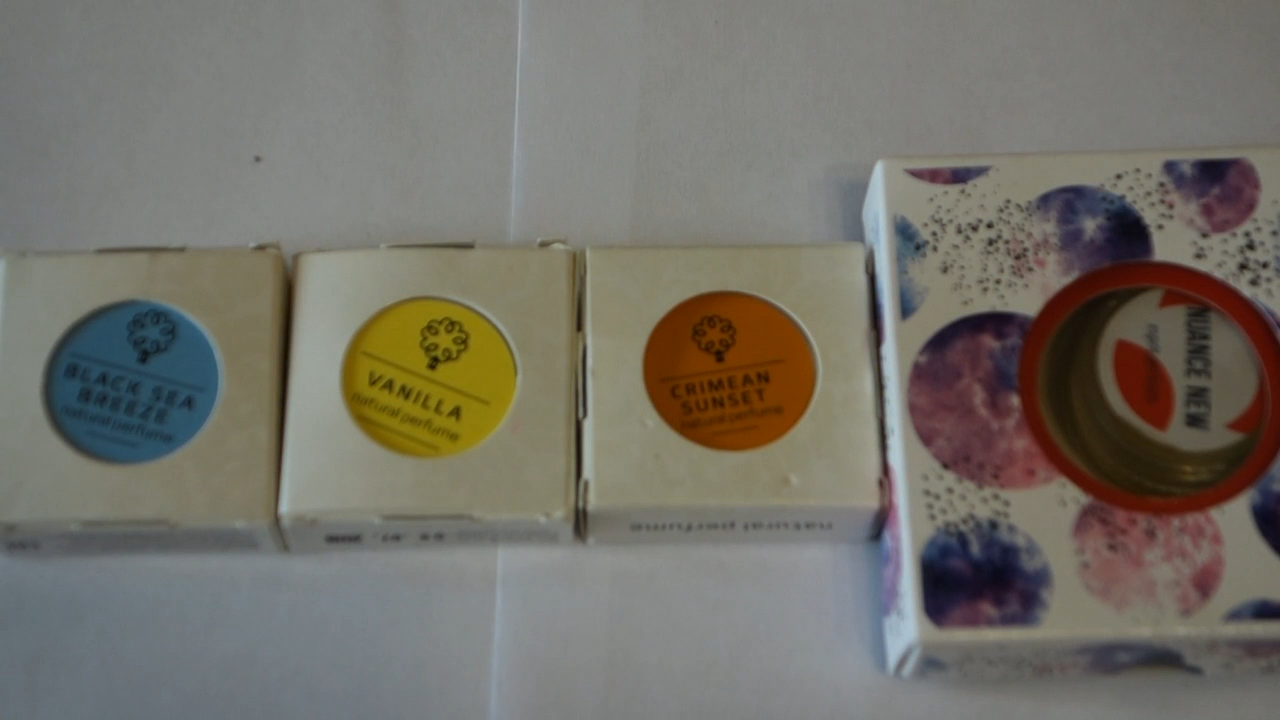 BLACK SEA
BREEZE
natural perfume
VANILLA
natural perfume
CRIMEAN
SUNSET
natural perfume
natural perfume
NUANCE NEW